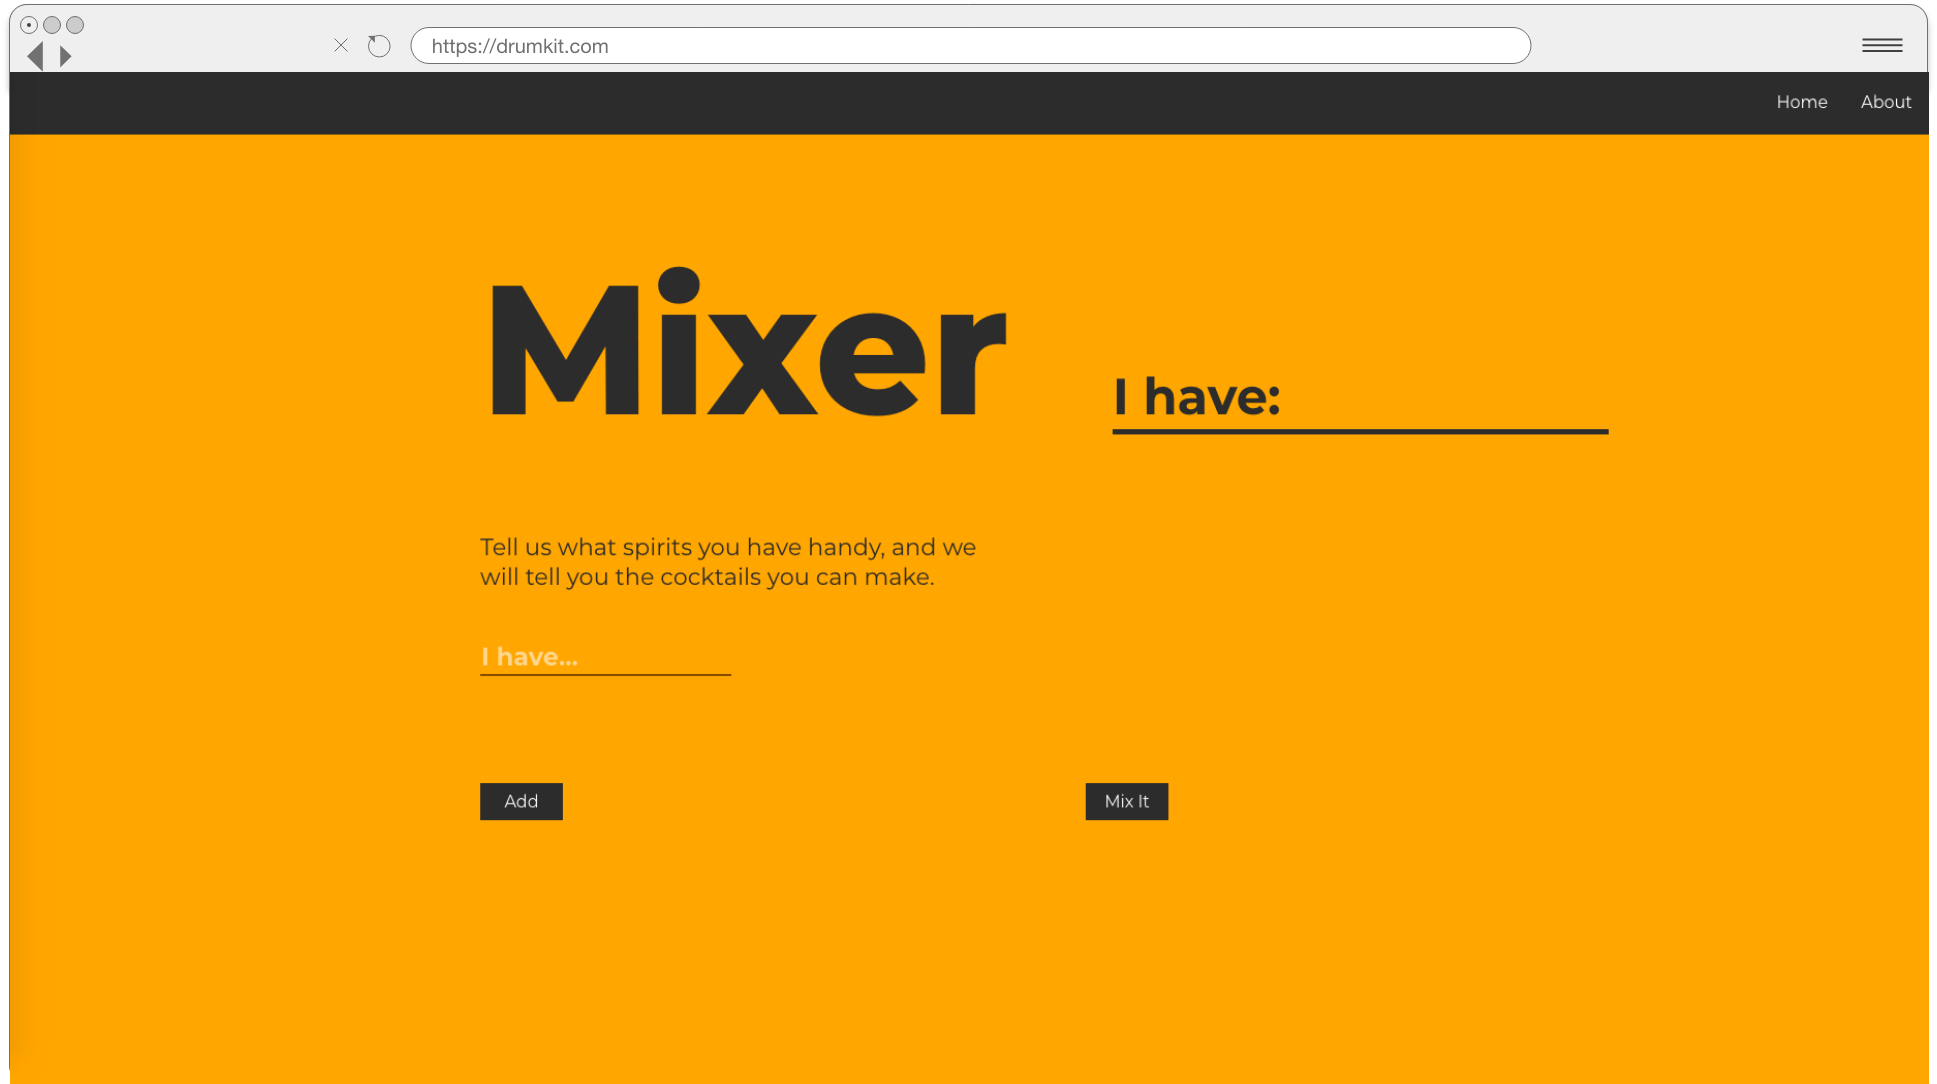 https://drumkit.com
Home About
Mixer
I have:
Tell us what spirits you have handy, and we
will tell you the cocktails you can make.
I have...
Add
Mix It